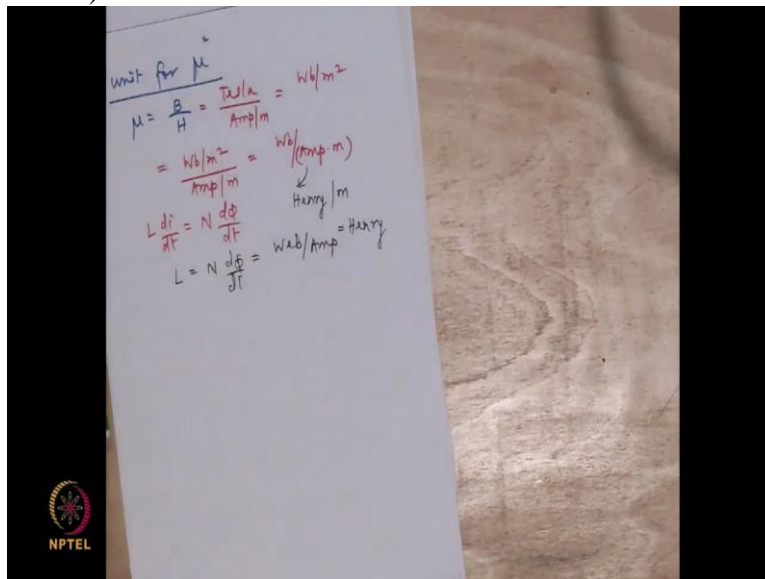 unit for μ
μ = B/H = Tesla/Amp/m = Wb/m²
= Wb/m²/Amp/m = Wb/(Amp·m)
Henry/m
L di/dt = N dΦ/dt
L = N dΦ/dI = Web/Amp = Henry
NPTEL